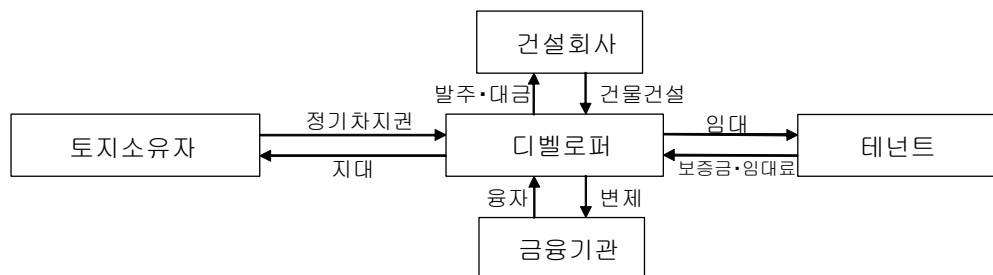 건설회사
발주·대금
건물건설
정기차지권
임대
토지소유자
디벨로퍼
테넌트
지대
보증금·임대료
융자
변제
금융기관